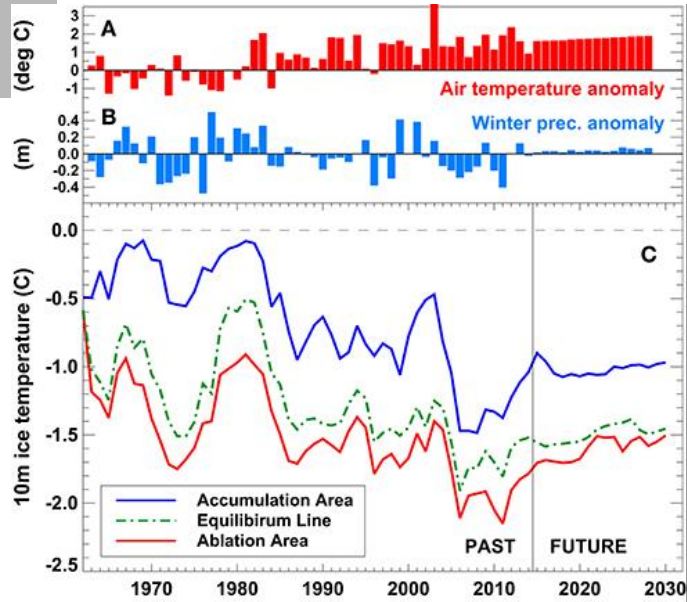 A
(deg C)
3
2
1
0
-1
Air temperature anomaly
B
(m)
0.4
0.2
0.0
-0.2
-0.4
Winter prec. anomaly
C
10m ice temperature (C)
0.0
-0.5
-1.0
-1.5
-2.0
-2.5
Accumulation Area
Equilibirum Line
Ablation Area
PAST
FUTURE
1970 1980 1990 2000 2010 2020 2030